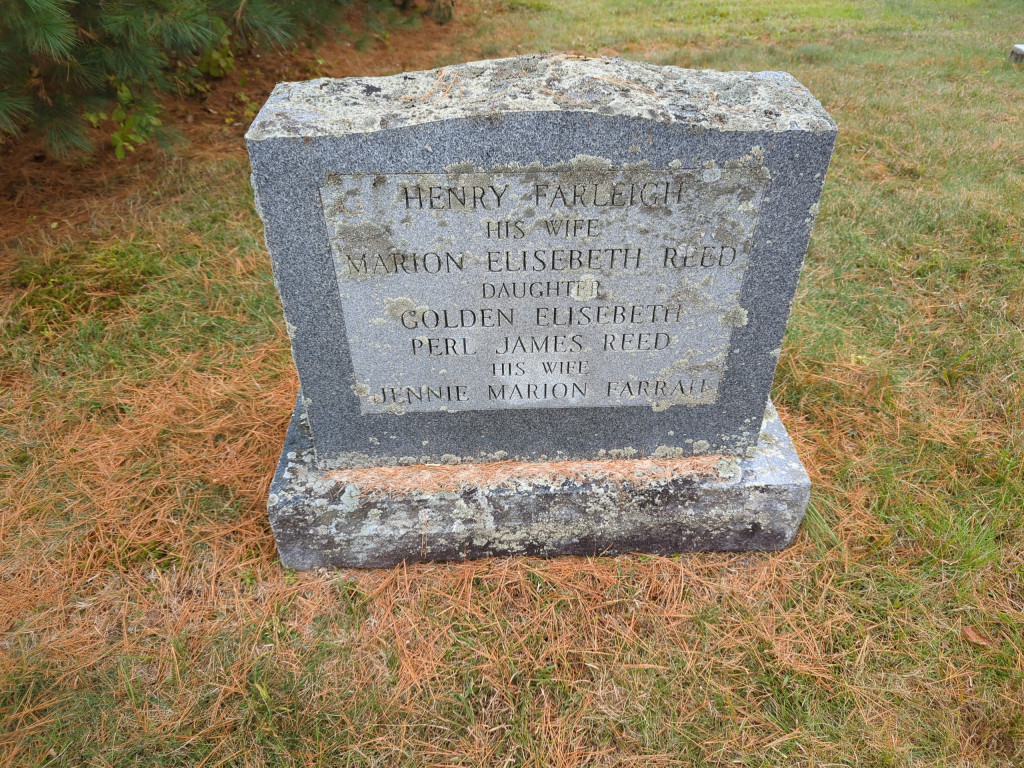 HENRY FARLEIGH
HIS WIFE
MARION ELISEBETH REED
DAUGHTER
GOLDEN ELISEBETH
PERL JAMES REED
HIS WIFE
JENNIE MARION FARRAH